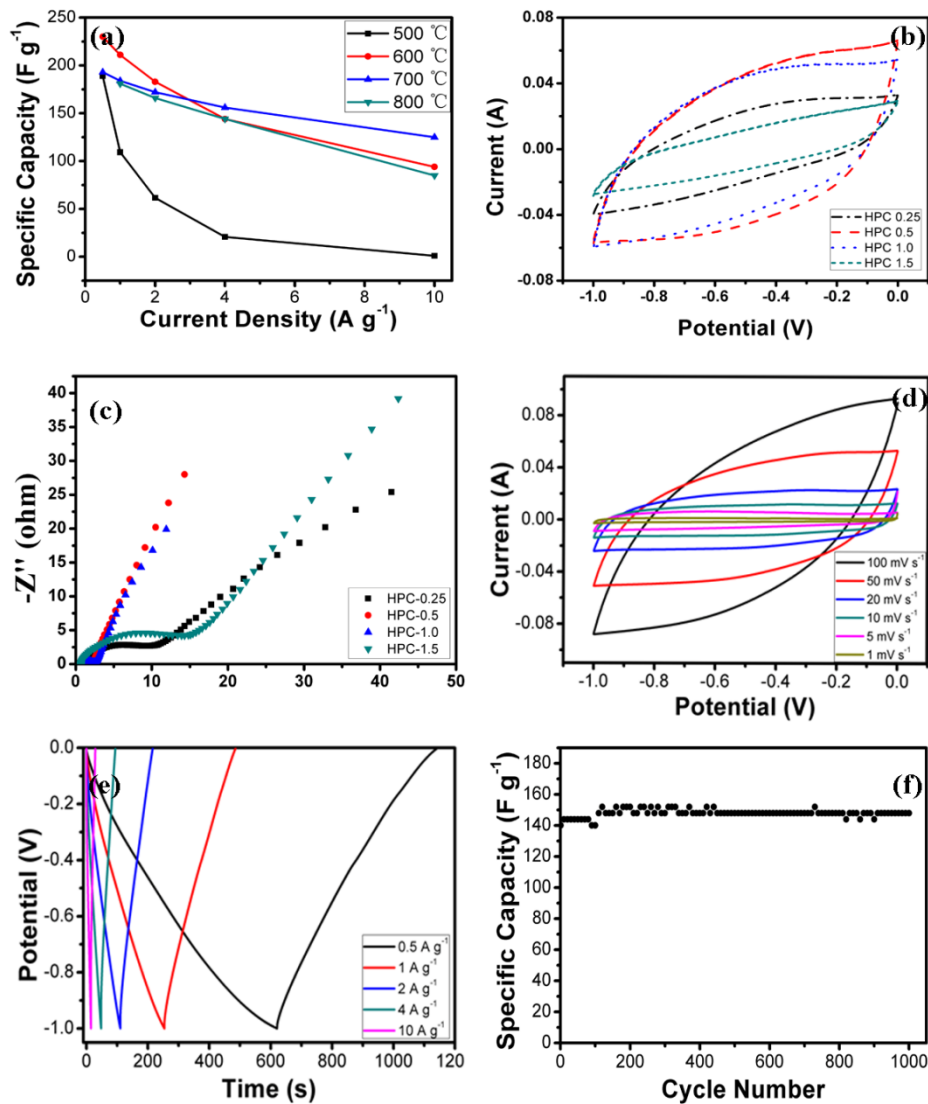 (a)
500 ℃
600 ℃
700 ℃
800 ℃
Specific Capacity (F g⁻¹)
250
200
150
100
50
0
0 2 4 6 8 10
Current Density (A g⁻¹)
(b)
Current (A)
0.08
0.04
0.00
-0.04
-0.08
HPC 0.25
HPC 0.5
HPC 1.0
HPC 1.5
-1.0 -0.8 -0.6 -0.4 -0.2 0.0
Potential (V)
(c)
-Z'' (ohm)
40
35
30
25
20
15
10
5
0
HPC-0.25
HPC-0.5
HPC-1.0
HPC-1.5
0 10 20 30 40 50
(d)
Current (A)
0.08
0.04
0.00
-0.04
-0.08
100 mV s⁻¹
50 mV s⁻¹
20 mV s⁻¹
10 mV s⁻¹
5 mV s⁻¹
1 mV s⁻¹
-1.0 -0.8 -0.6 -0.4 -0.2 0.0
Potential (V)
(e)
Potential (V)
0.0
-0.2
-0.4
-0.6
-0.8
-1.0
0.5 A g⁻¹
1 A g⁻¹
2 A g⁻¹
4 A g⁻¹
10 A g⁻¹
0 200 400 600 800 1000 120
Time (s)
(f)
Specific Capacity (F g⁻¹)
180
160
140
120
100
80
60
40
20
0
0 200 400 600 800 1000
Cycle Number